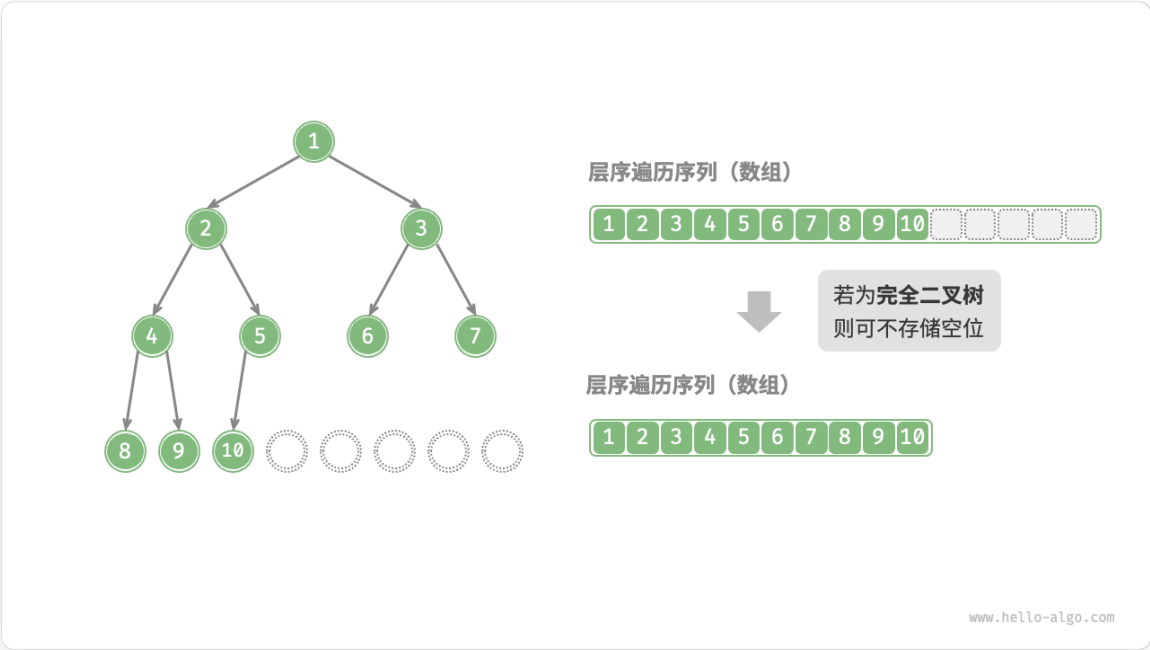 1
2 3
4 5 6 7
8 9 10
层序遍历序列（数组）
1 2 3 4 5 6 7 8 9 10
若为完全二叉树
则可不存储空位
层序遍历序列（数组）
1 2 3 4 5 6 7 8 9 10
www.hello-algo.com